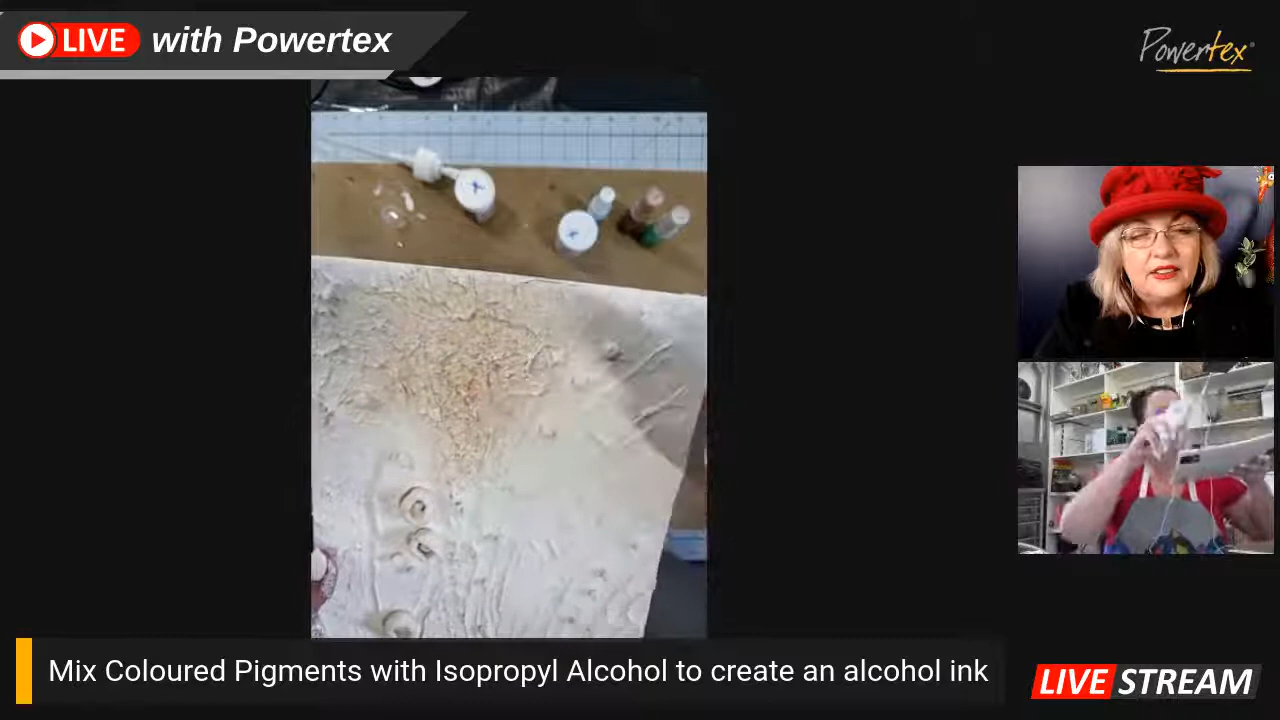 LIVE with Powertex
Powertex
Mix Coloured Pigments with Isopropyl Alcohol to create an alcohol ink
LIVE STREAM